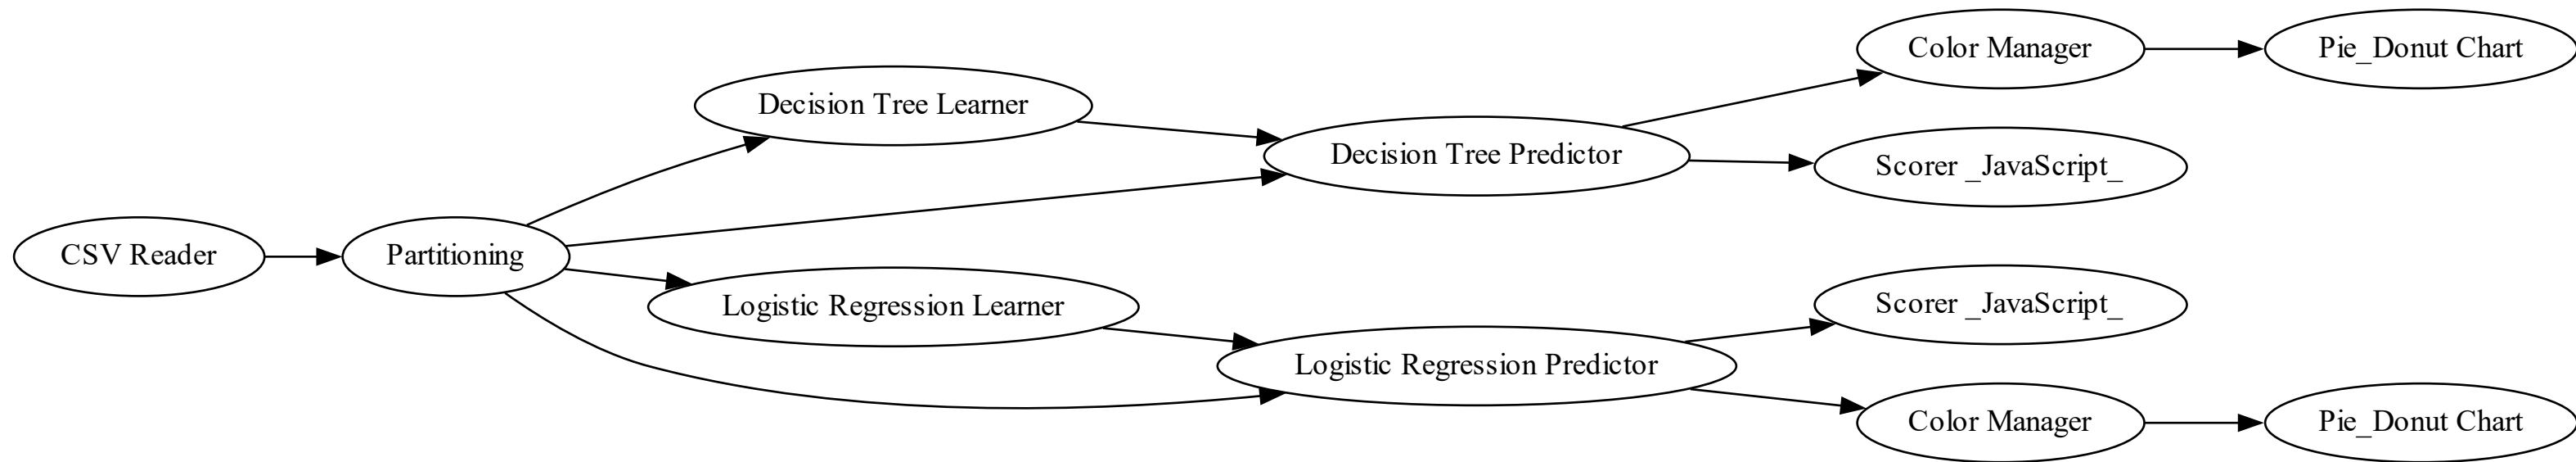 CSV Reader
Partitioning
Decision Tree Learner
Logistic Regression Learner
Decision Tree Predictor
Logistic Regression Predictor
Color Manager
Scorer _JavaScript_
Scorer _JavaScript_
Color Manager
Pie_Donut Chart
Pie_Donut Chart